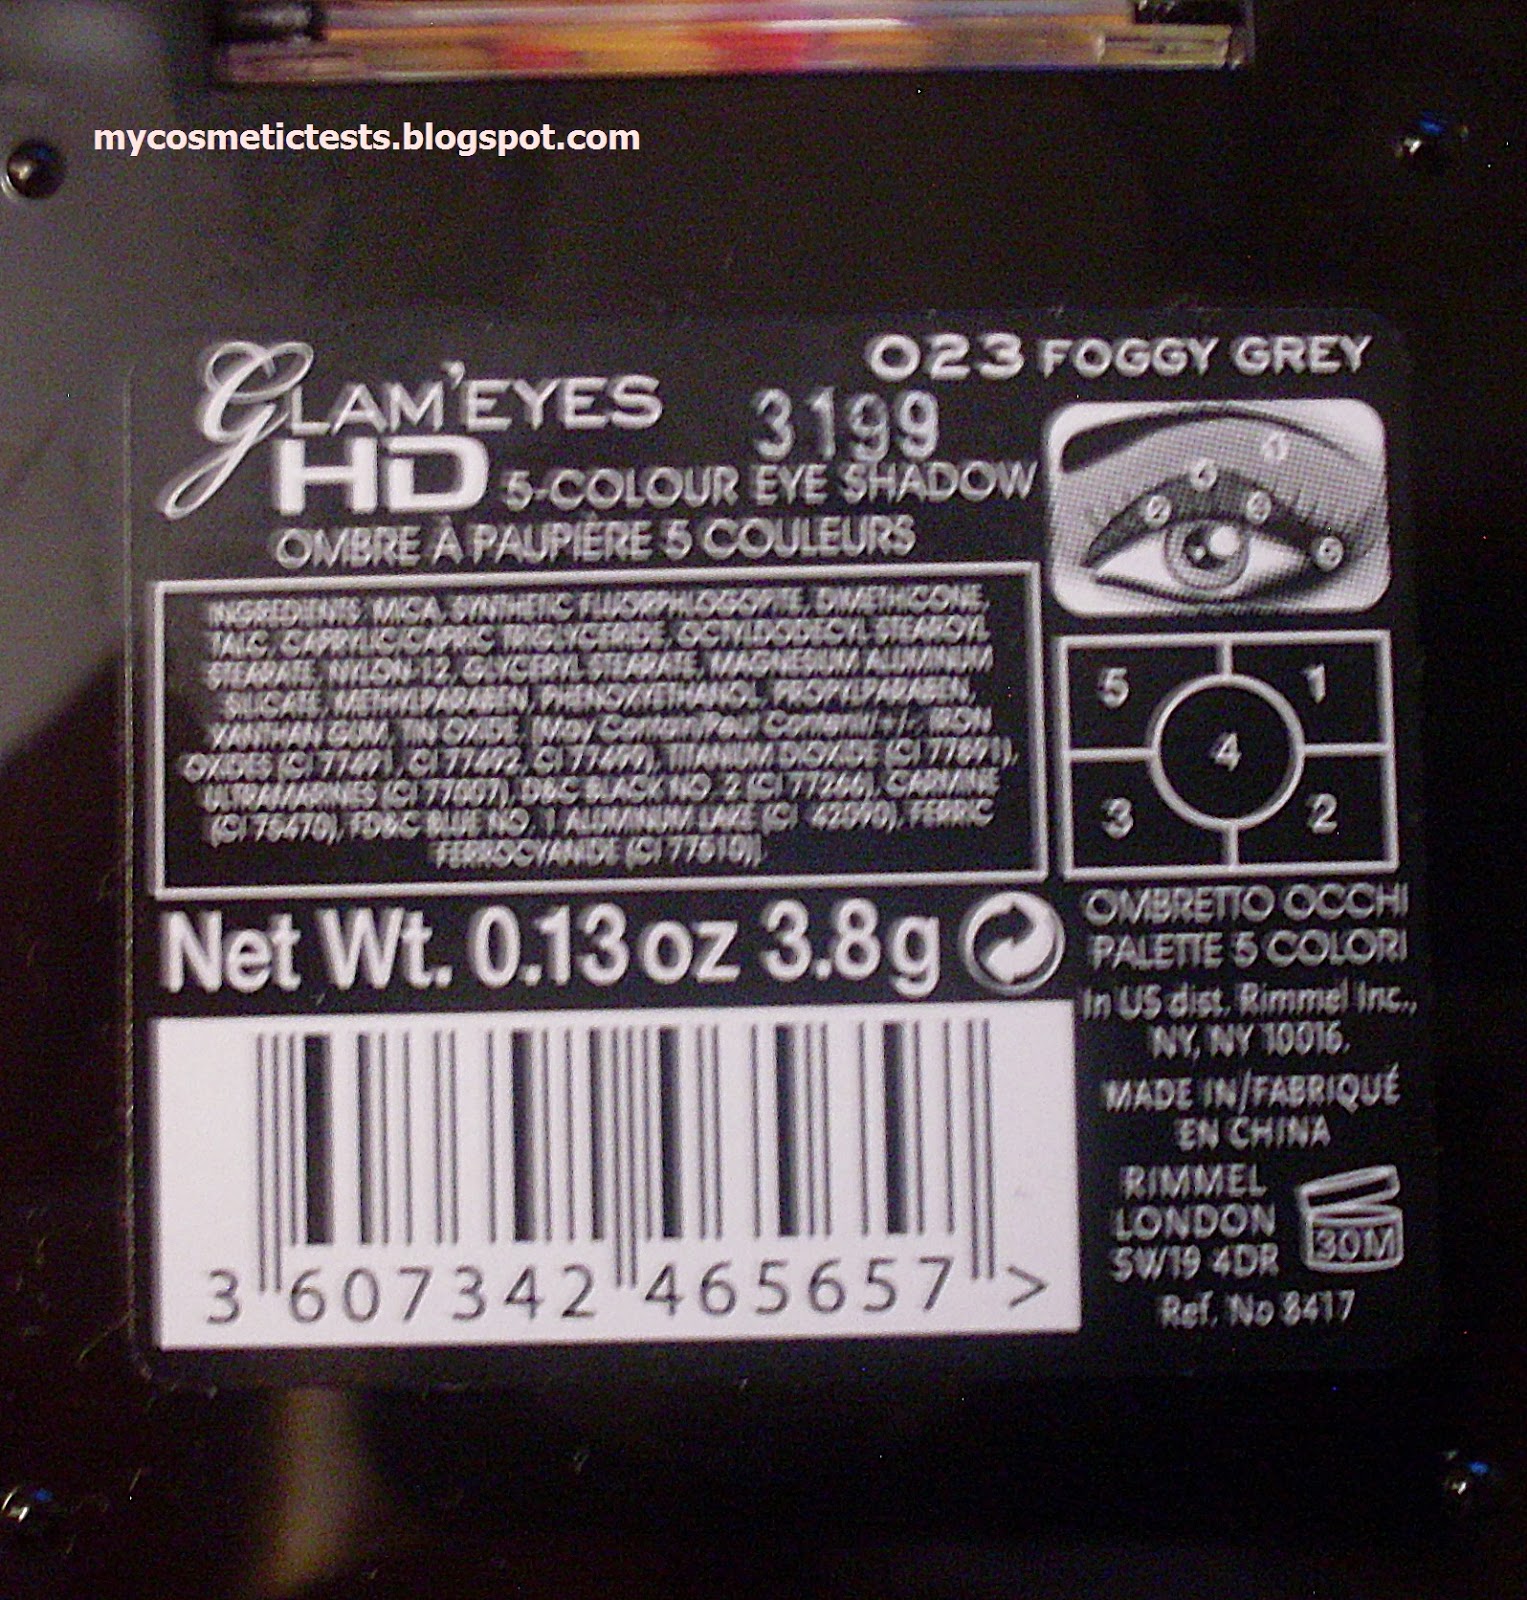 mycosmetictests.blogspot.com
023 FOGGY GREY
GLAM'EYES
3199
HD 5-COLOUR EYE SHADOW
OMBRE À PAUPIÈRE 5 COULEURS
INGREDIENTS: MICA, SYNTHETIC FLUORPHLOGOPITE, DIMETHICONE,
TALC, CAPRYLIC/CAPRIC TRIGLYCERIDE, OCTYLDODECYL STEAROYL
STEARATE, NYLON-12, GLYCERYL STEARATE, MAGNESIUM ALUMINUM
SILICATE, METHYLPARABEN, PHENOXYETHANOL, PROPYLPARABEN,
XANTHAN GUM, TIN OXIDE, [May Contain/Peut Contenir/+/-: IRON
OXIDES (CI 77491, CI 77492, CI 77499), TITANIUM DIOXIDE (CI 77891),
ULTRAMARINES (CI 77007), D&C BLACK NO. 2 (CI 77266), CARMINE
(CI 75470), FD&C BLUE NO. 1 ALUMINUM LAKE (CI 42090), FERRIC
FERROCYANIDE (CI 77510)].
5 1
4
3 2
Net Wt. 0.13 oz 3.8 g
OMBRETTO OCCHI
PALETTE 5 COLORI
In US dist. Rimmel Inc.,
NY, NY 10016.
MADE IN/FABRIQUÉ
EN CHINA
RIMMEL
LONDON
SW19 4DR
30M
Ref. No 8417
3 607342 465657 >